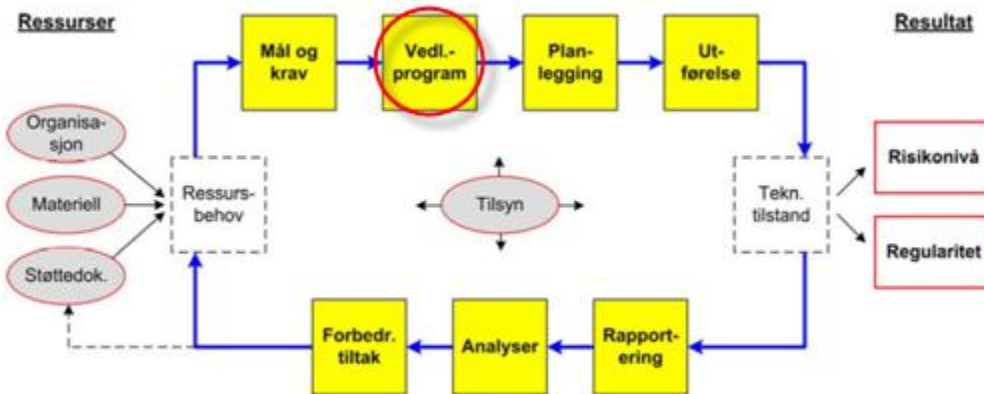 Ressurser
Resultat
Mål og
krav
Vedl.-
program
Plan-
legging
Ut-
førelse
Organisa-
sjon
Materiell
Støttedok.
Ressurs-
behov
Tilsyn
Tekn.
tilstand
Risikonivå
Regularitet
Forbedr.
tiltak
Analyser
Rapport-
ering